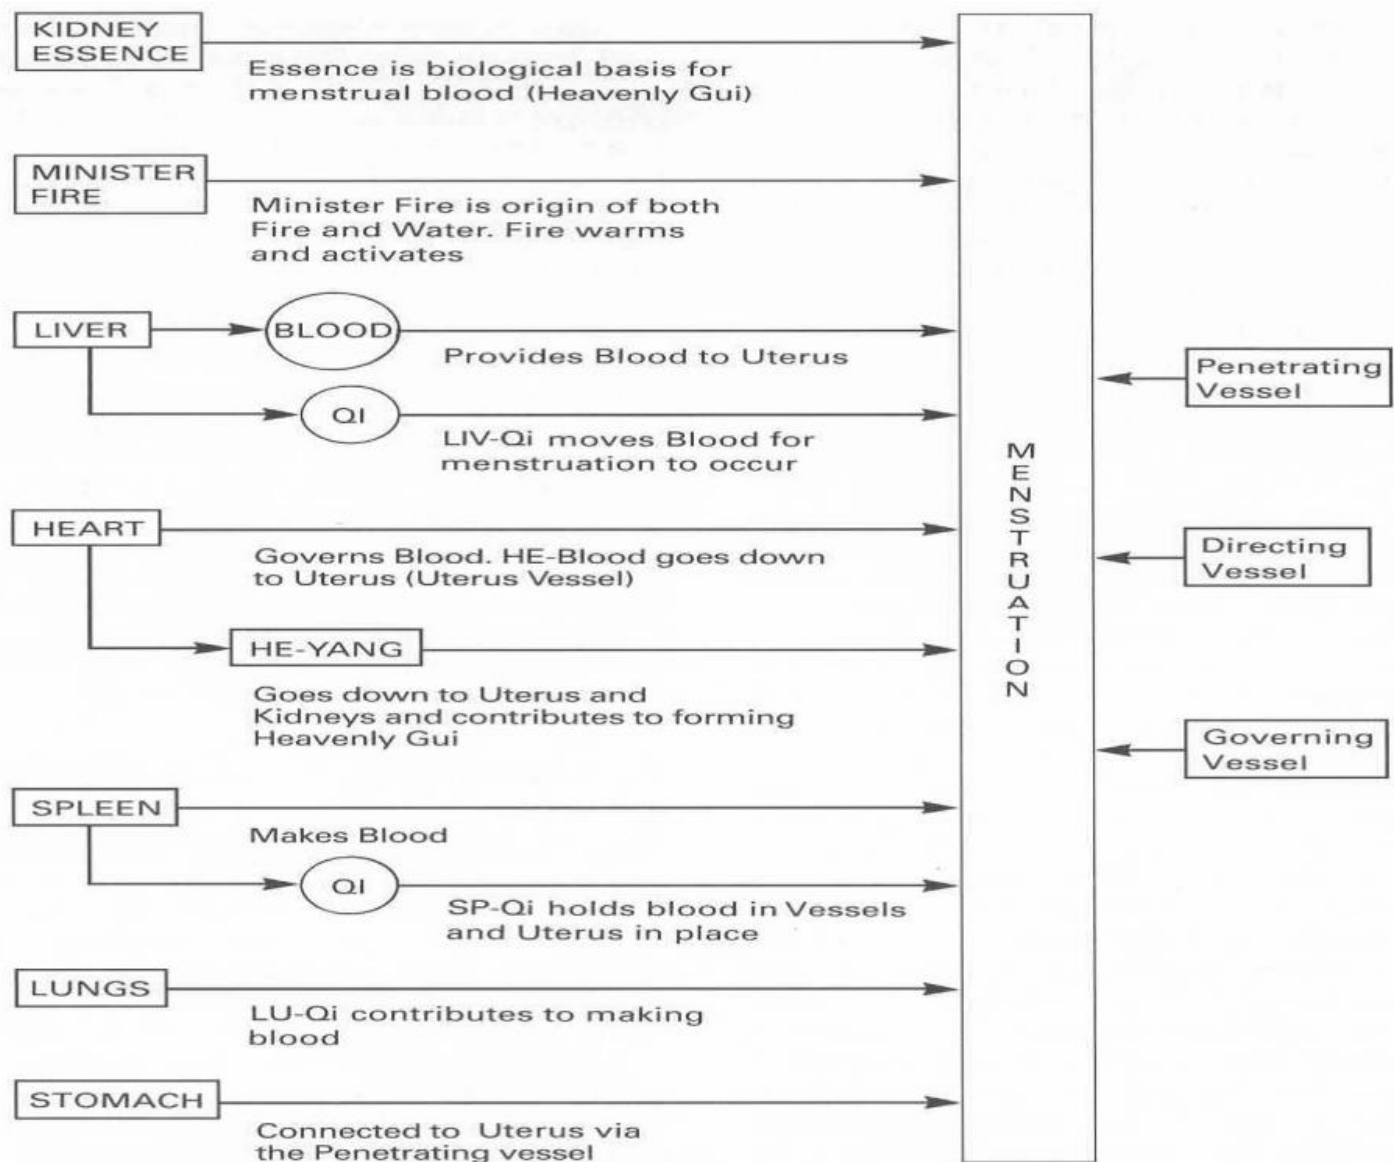 KIDNEY
ESSENCE
Essence is biological basis for
menstrual blood (Heavenly Gui)
MINISTER
FIRE
Minister Fire is origin of both
Fire and Water. Fire warms
and activates
LIVER
BLOOD
Provides Blood to Uterus
QI
LIV-Qi moves Blood for
menstruation to occur
HEART
Governs Blood. HE-Blood goes down
to Uterus (Uterus Vessel)
HE-YANG
Goes down to Uterus and
Kidneys and contributes to forming
Heavenly Gui
SPLEEN
Makes Blood
QI
SP-Qi holds blood in Vessels
and Uterus in place
LUNGS
LU-Qi contributes to making
blood
STOMACH
Connected to Uterus via
the Penetrating vessel
MENSTRUATION
Penetrating
Vessel
Directing
Vessel
Governing
Vessel